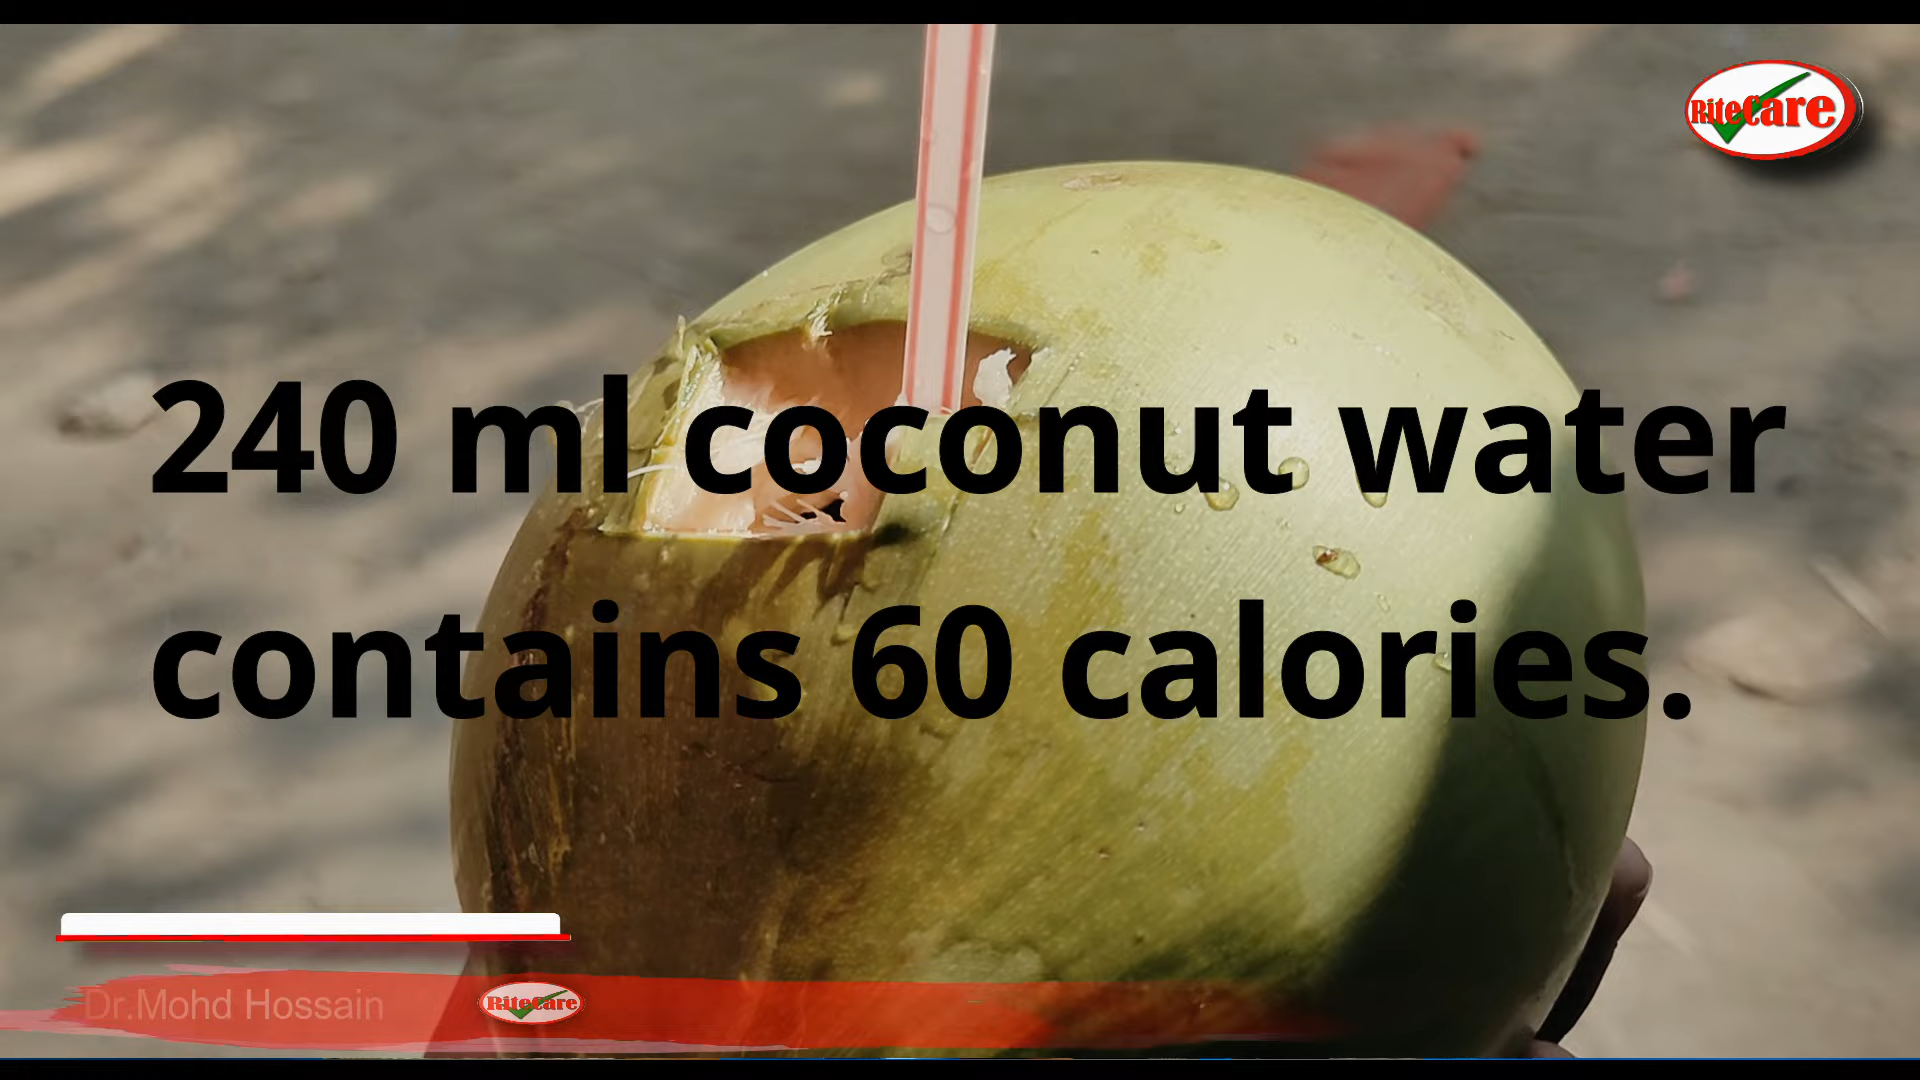 RiteCare
240 ml coconut water
contains 60 calories.
Dr.Mohd Hossain
RiteCare